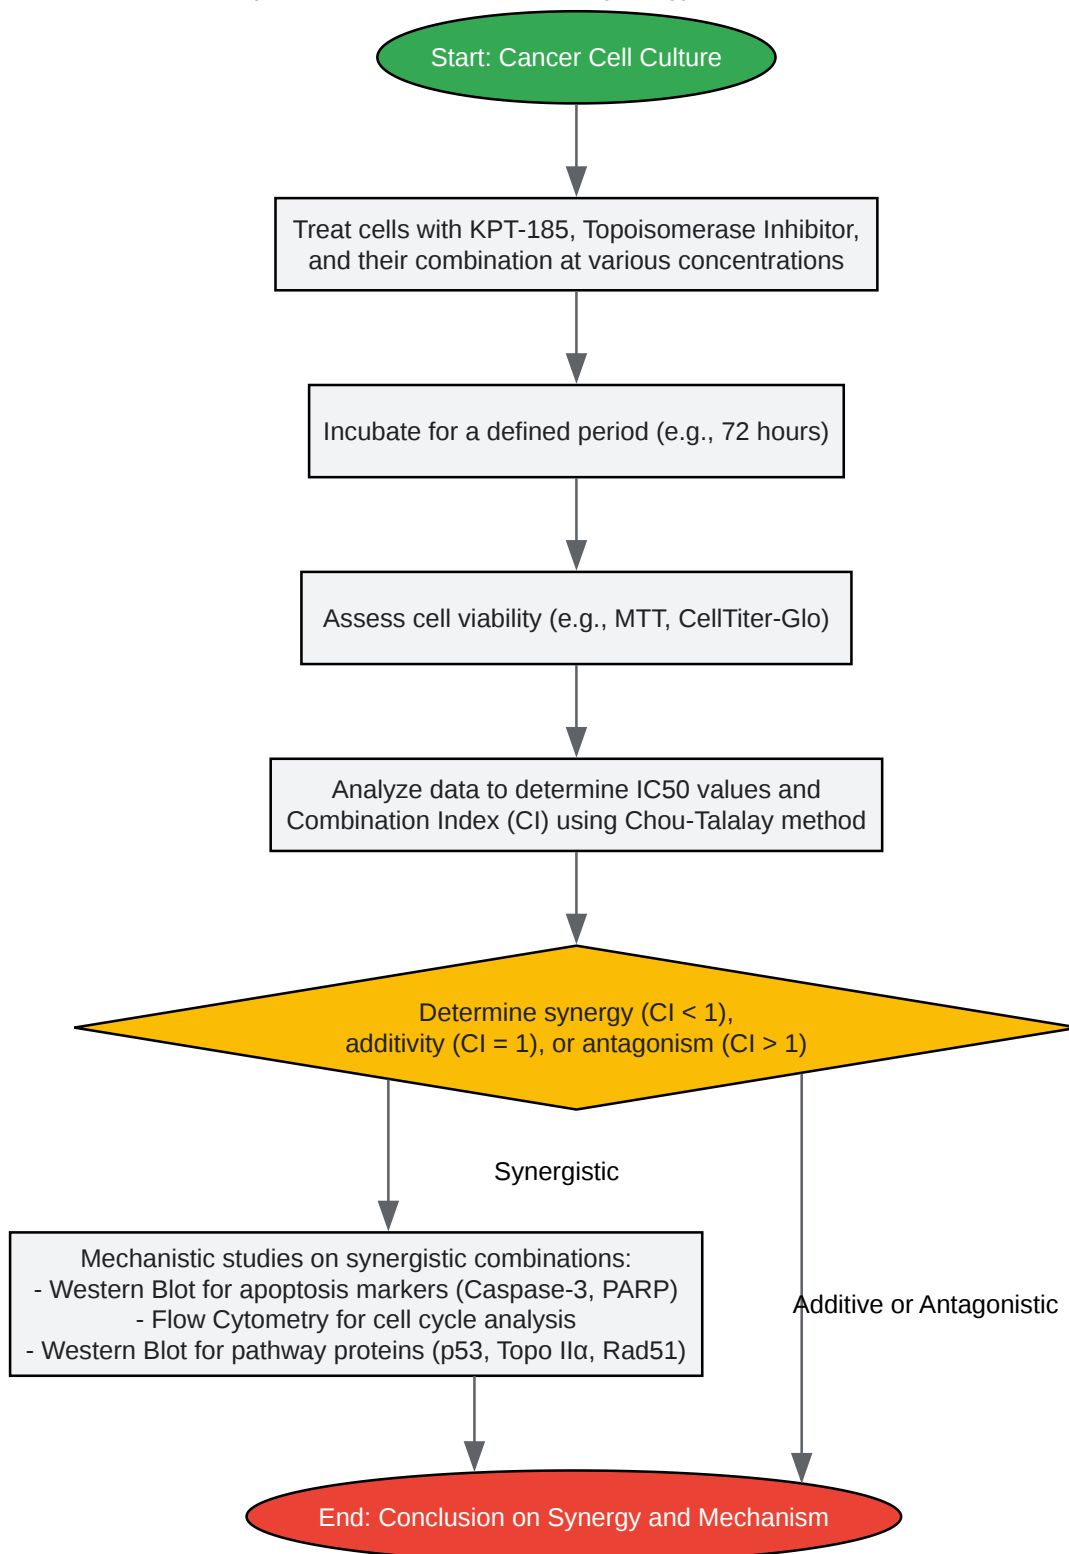 Start: Cancer Cell Culture
Treat cells with KPT-185, Topoisomerase Inhibitor,
and their combination at various concentrations
Incubate for a defined period (e.g., 72 hours)
Assess cell viability (e.g., MTT, CellTiter-Glo)
Analyze data to determine IC50 values and
Combination Index (CI) using Chou-Talalay method
Determine synergy (CI < 1),
additivity (CI = 1), or antagonism (CI > 1)
Synergistic
Mechanistic studies on synergistic combinations:
- Western Blot for apoptosis markers (Caspase-3, PARP)
- Flow Cytometry for cell cycle analysis
- Western Blot for pathway proteins (p53, Topo IIα, Rad51)
Additive or Antagonistic
End: Conclusion on Synergy and Mechanism